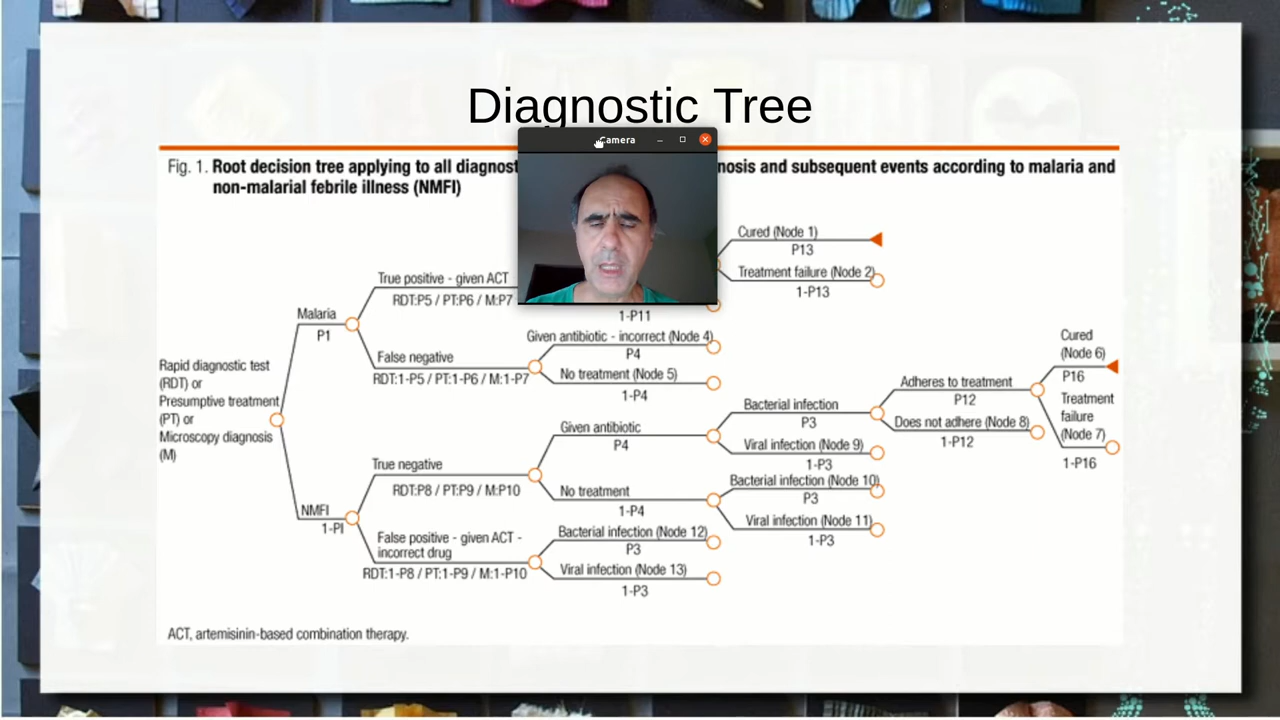 Diagnostic Tree
Camera
Fig. 1. Root decision tree applying to all diagnost
nosis and subsequent events according to malaria and
non-malarial febrile illness (NMFI)
Cured (Node 1)
P13
Treatment failure (Node 2)
1-P13
True positive - given ACT
RDT:P5 / PT:P6 / M:P7
1-P11
Malaria
P1
Given antibiotic - incorrect (Node 4)
P4
False negative
RDT:1-P5 / PT:1-P6 / M:1-P7
No treatment (Node 5)
1-P4
Rapid diagnostic test
(RDT) or
Presumptive treatment
(PT) or
Microscopy diagnosis
(M)
Cured
(Node 6)
P16
Adheres to treatment
P12
Treatment
failure
(Node 7)
1-P16
Bacterial infection
P3
Does not adhere (Node 8)
1-P12
Given antibiotic
P4
Viral infection (Node 9)
1-P3
True negative
RDT:P8 / PT:P9 / M:P10
Bacterial infection (Node 10)
P3
No treatment
1-P4
Viral infection (Node 11)
1-P3
NMFI
1-PI
False positive - given ACT -
incorrect drug
RDT:1-P8 / PT:1-P9 / M:1-P10
Bacterial infection (Node 12)
P3
Viral infection (Node 13)
1-P3
ACT, artemisinin-based combination therapy.